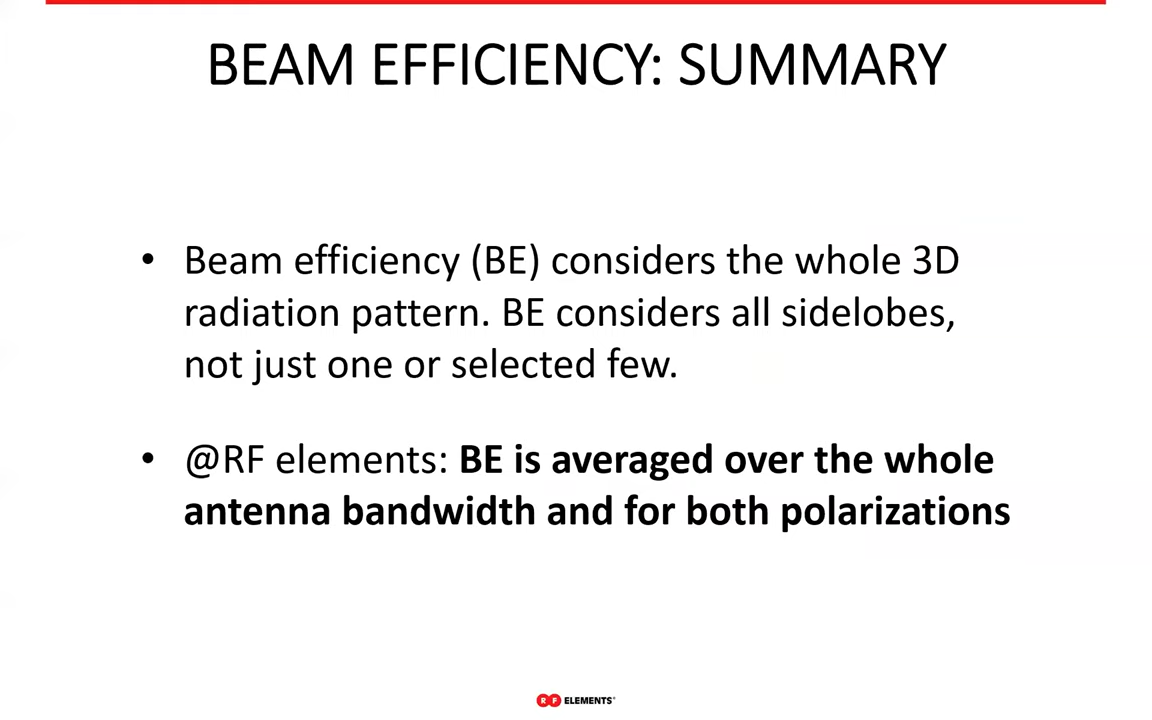 BEAM EFFICIENCY: SUMMARY
• Beam efficiency (BE) considers the whole 3D
radiation pattern. BE considers all sidelobes,
not just one or selected few.
• @RF elements: BE is averaged over the whole
antenna bandwidth and for both polarizations
RF ELEMENTS